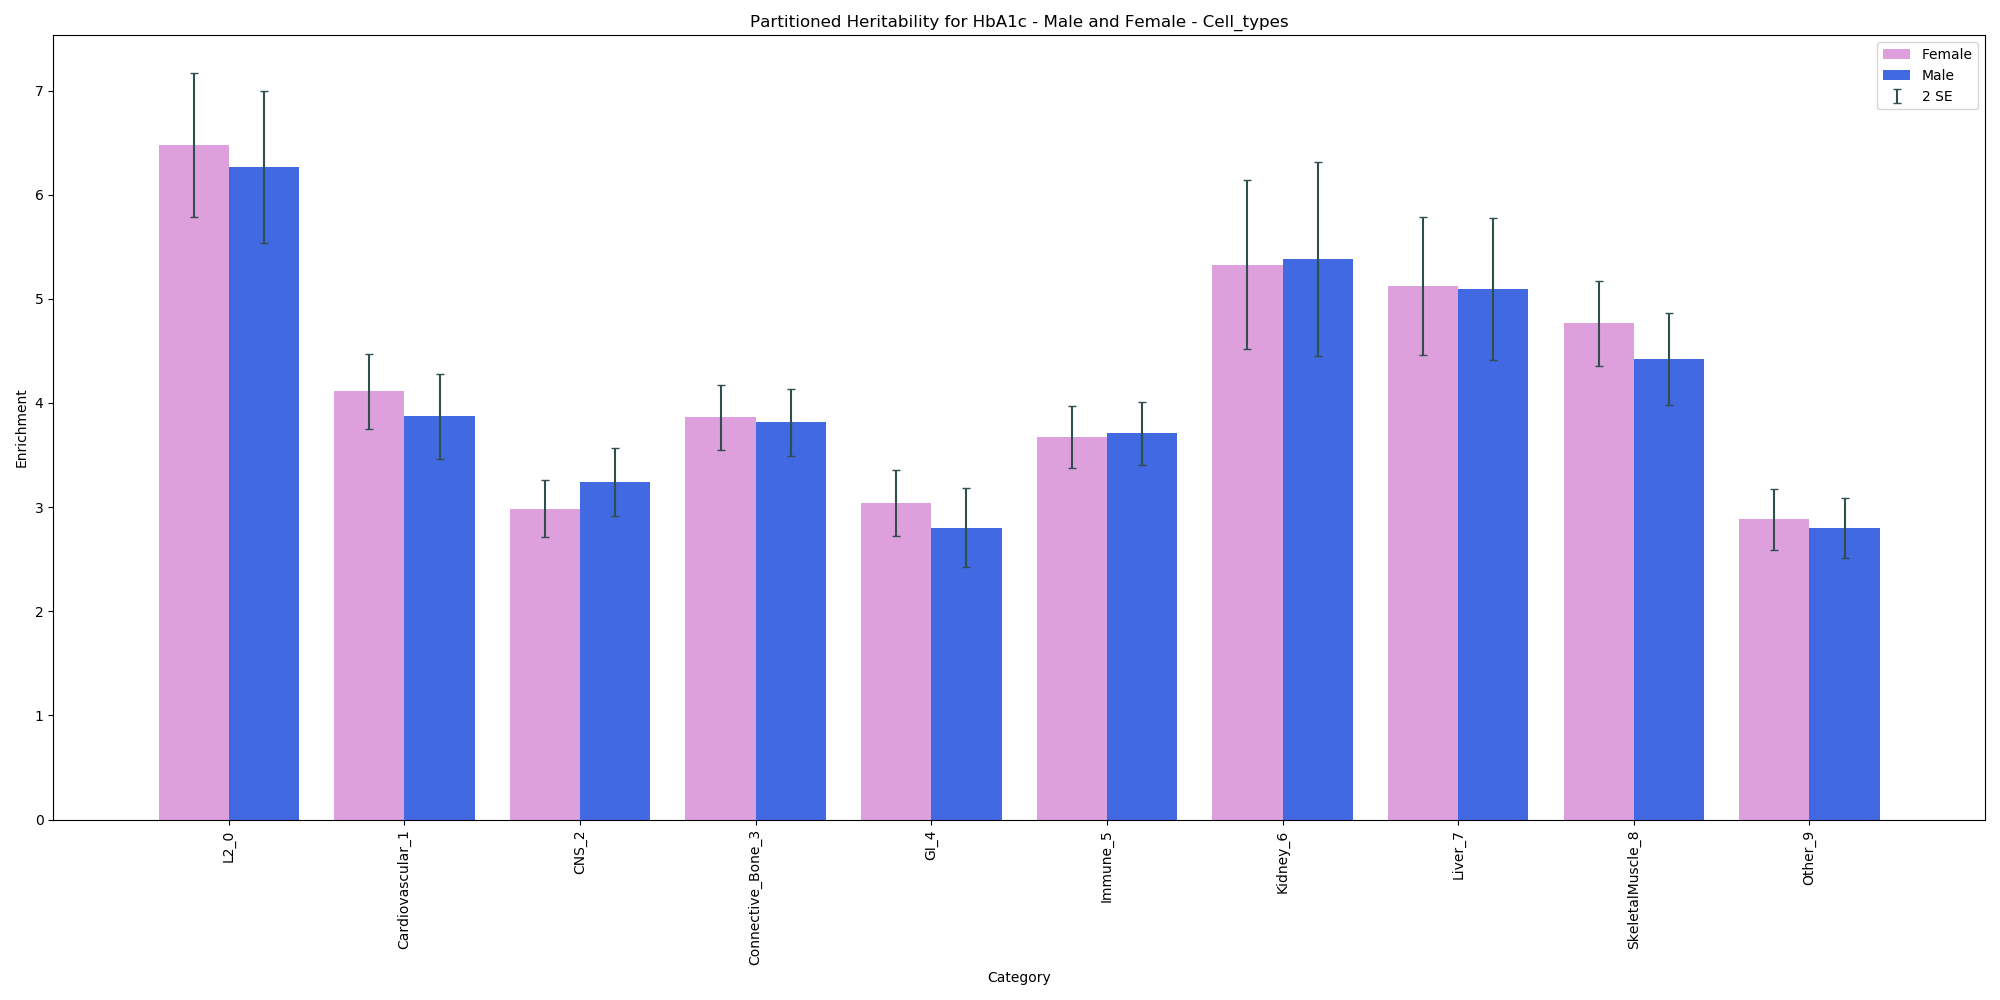 Partitioned Heritability for HbA1c - Male and Female - Cell_types
Female
Male
2 SE
7
6
5
4
3
2
1
0
Enrichment
L2_0
Cardiovascular_1
CNS_2
Connective_Bone_3
GI_4
Immune_5
Kidney_6
Liver_7
SkeletalMuscle_8
Other_9
Category